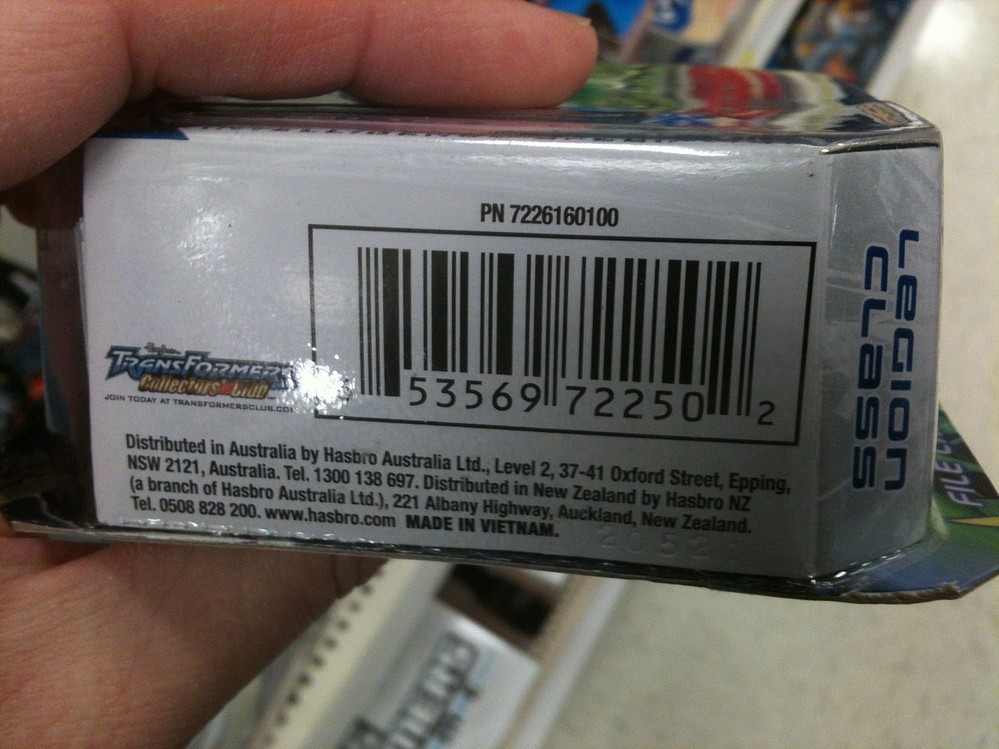 PN 7226160100
53569 72250 2
TRANSFORMERS
Collectors' Club
JOIN TODAY AT TRANSFORMERSCLUB.COM
Distributed in Australia by Hasbro Australia Ltd., Level 2, 37-41 Oxford Street, Epping,
NSW 2121, Australia. Tel. 1300 138 697. Distributed in New Zealand by Hasbro NZ
(a branch of Hasbro Australia Ltd.), 221 Albany Highway, Auckland, New Zealand.
Tel. 0508 828 200. www.hasbro.com MADE IN VIETNAM.
2052
LEGION
CLASS
FILE